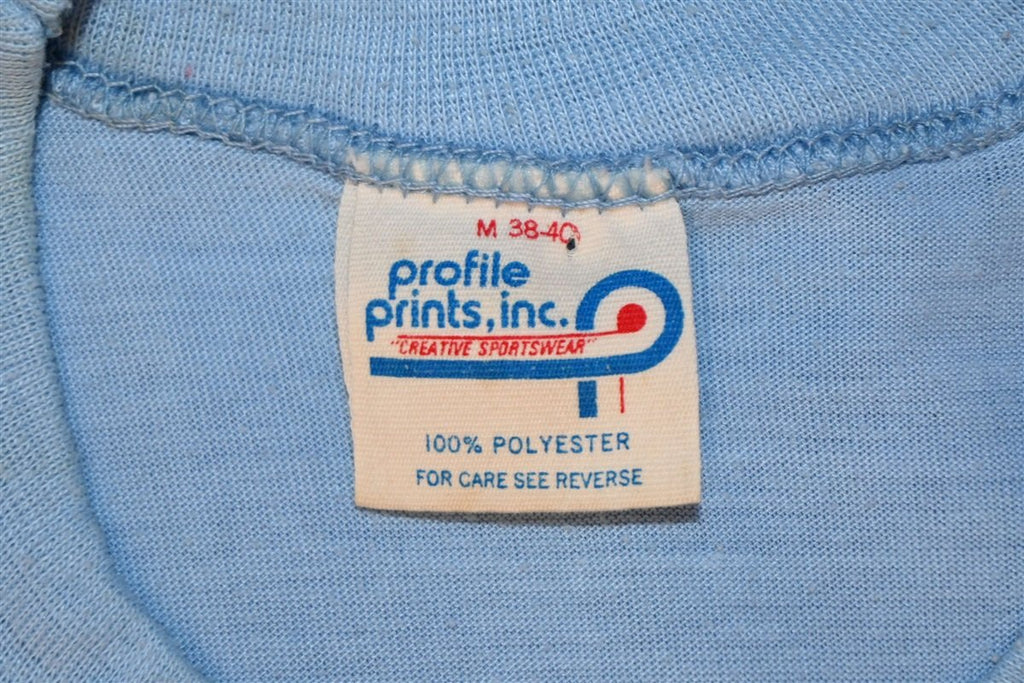 M 38-40
profile
prints, inc.
"CREATIVE SPORTSWEAR"
100% POLYESTER
FOR CARE SEE REVERSE